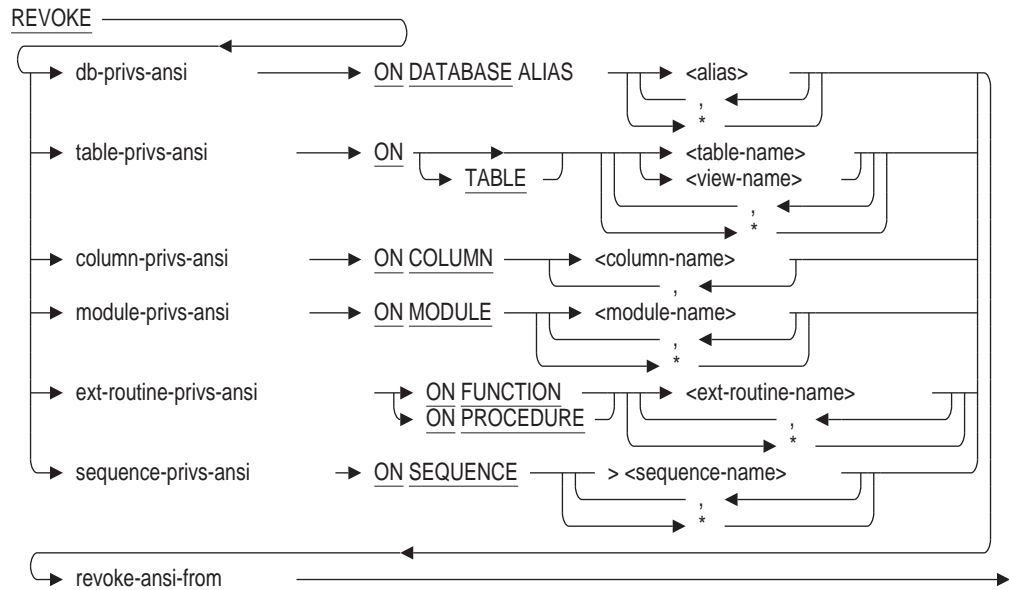 REVOKE
db-privs-ansi ON DATABASE ALIAS <alias>
,
*
table-privs-ansi ON <table-name>
TABLE <view-name>
,
*
column-privs-ansi ON COLUMN <column-name>
,
module-privs-ansi ON MODULE <module-name>
,
*
ext-routine-privs-ansi ON FUNCTION <ext-routine-name>
ON PROCEDURE ,
*
sequence-privs-ansi ON SEQUENCE > <sequence-name>
,
*
revoke-ansi-from